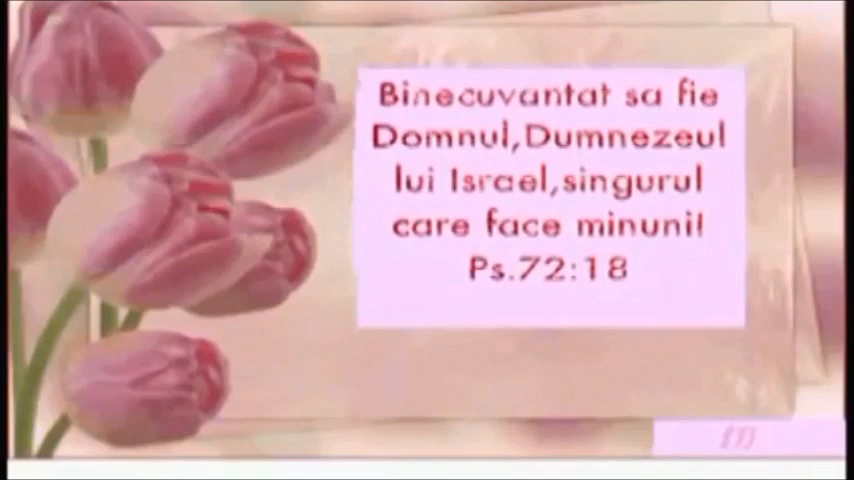 Binecuvantat sa fie
Domnul,Dumnezeul
lui Israel,singurul
care face minuni!
Ps.72:18